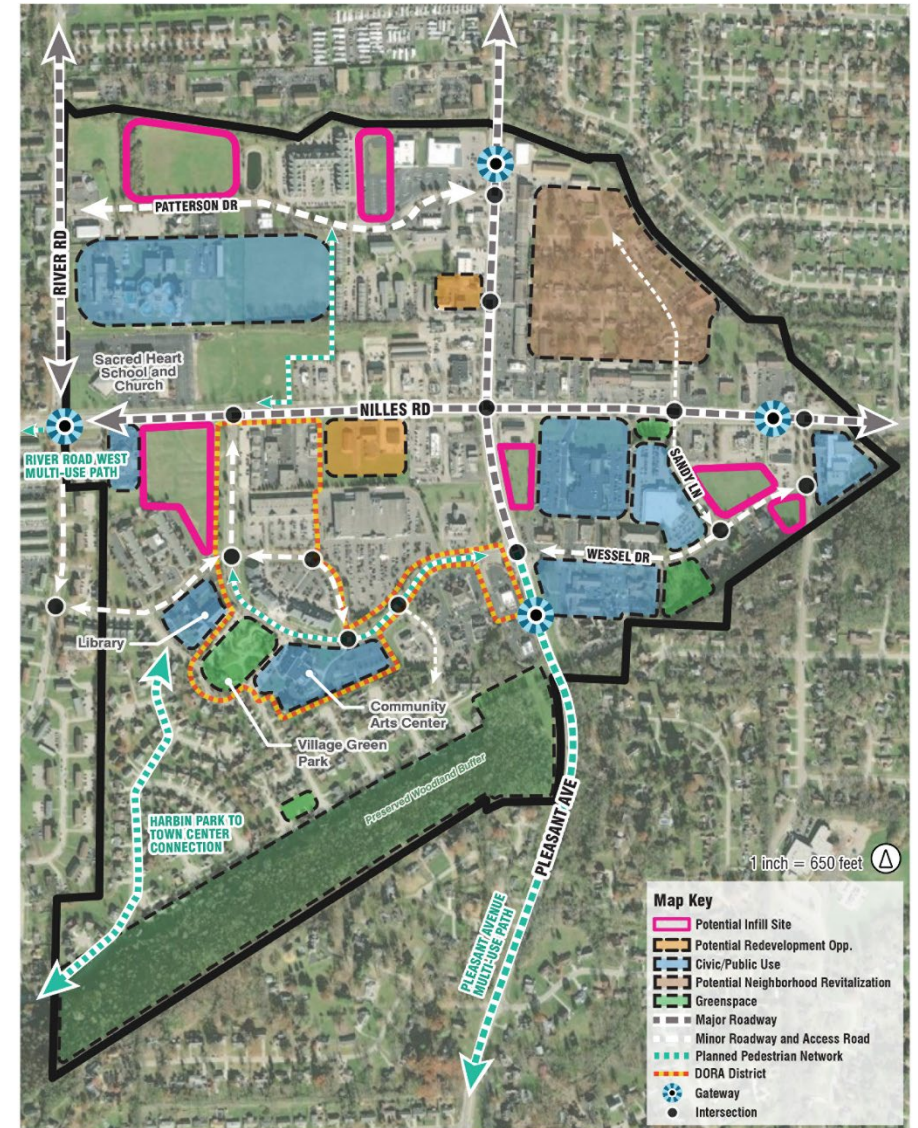 PATTERSON DR
RIVER RD
Sacred Heart
School and
Church
NILLES RD
RIVER ROAD WEST
MULTI-USE PATH
SANDY LN
WESSEL DR
Library
Community
Arts Center
Village Green
Park
Preserved Woodland Buffer
HARBIN PARK TO
TOWN CENTER
CONNECTION
PLEASANT AVE
PLEASANT AVENUE
MULTI-USE PATH
1 inch = 650 feet
Map Key
Potential Infill Site
Potential Redevelopment Opp.
Civic/Public Use
Potential Neighborhood Revitalization
Greenspace
Major Roadway
Minor Roadway and Access Road
Planned Pedestrian Network
DORA District
Gateway
Intersection